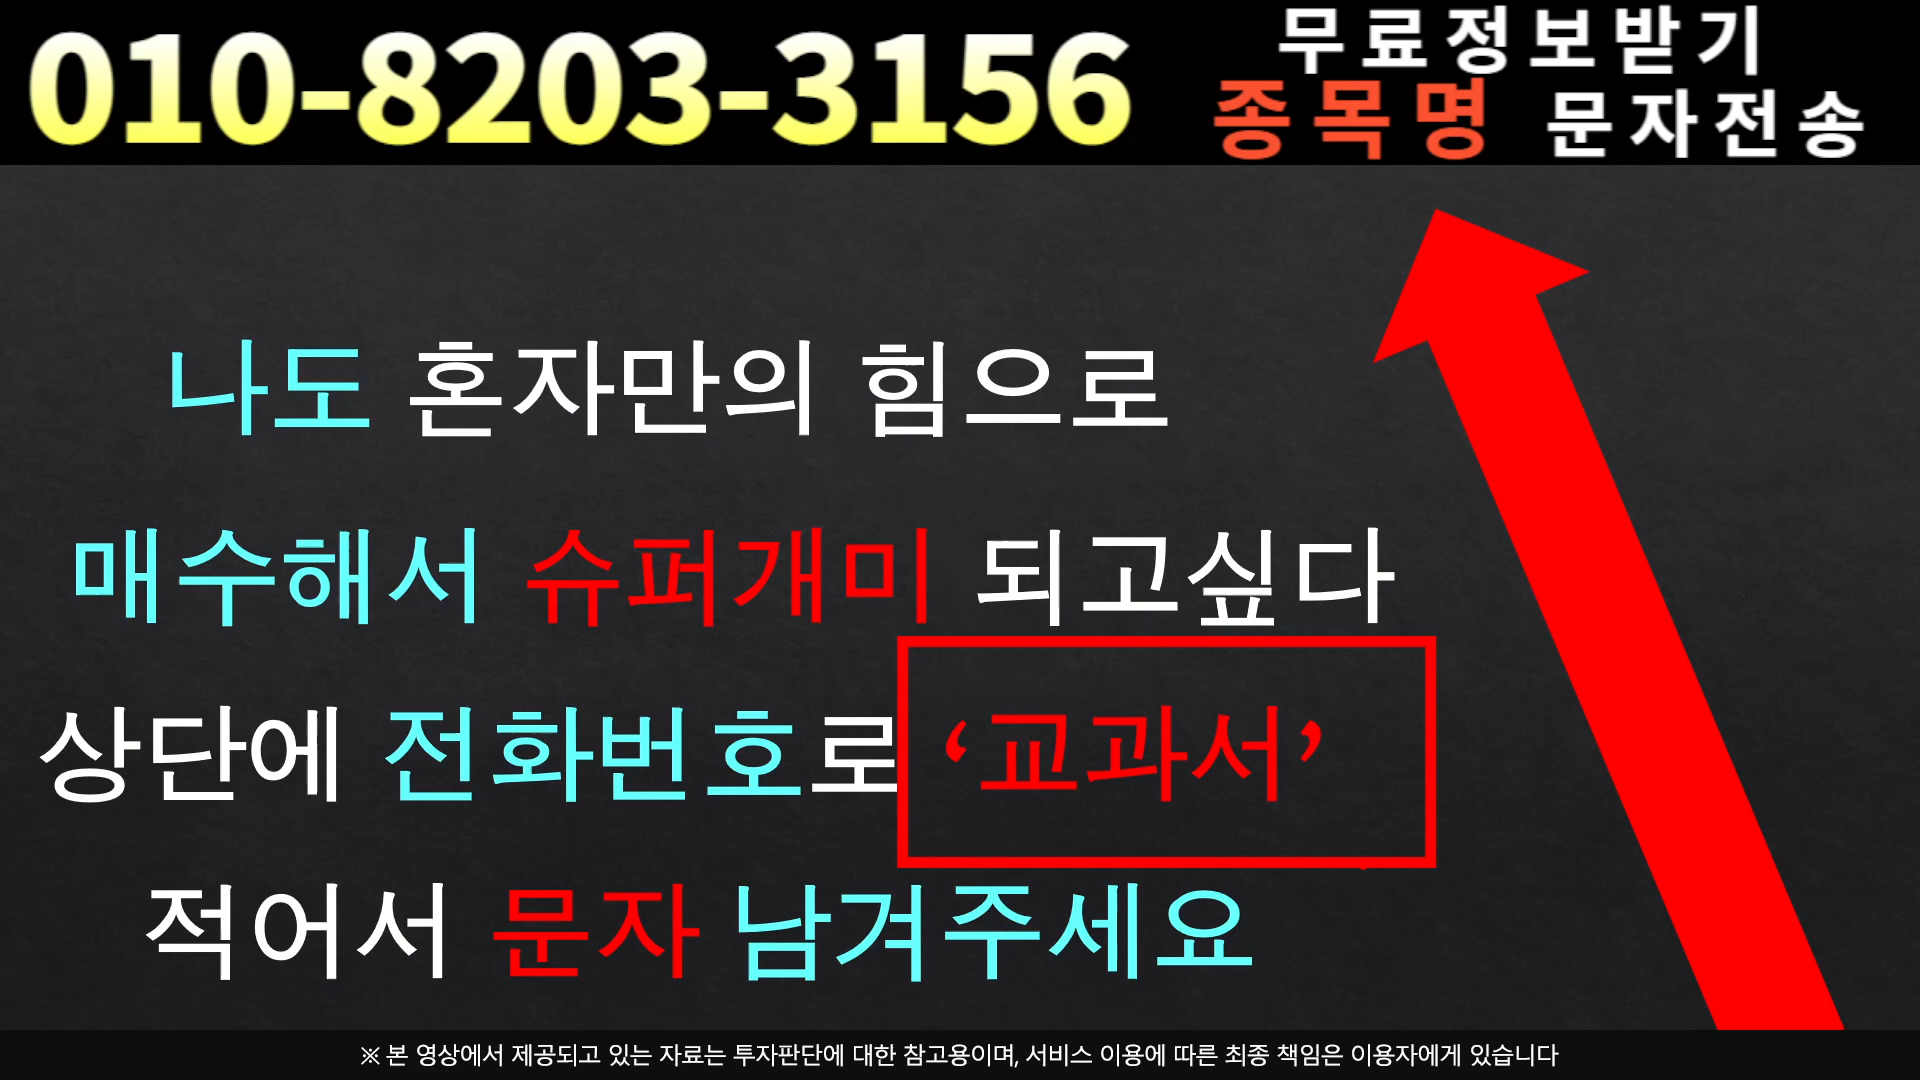 010-8203-3156
무료정보받기
종목명 문자전송
나도 혼자만의 힘으로
매수해서 슈퍼개미 되고싶다
상단에 전화번호로 ‘교과서’
적어서 문자 남겨주세요
※ 본 영상에서 제공되고 있는 자료는 투자판단에 대한 참고용이며, 서비스 이용에 따른 최종 책임은 이용자에게 있습니다